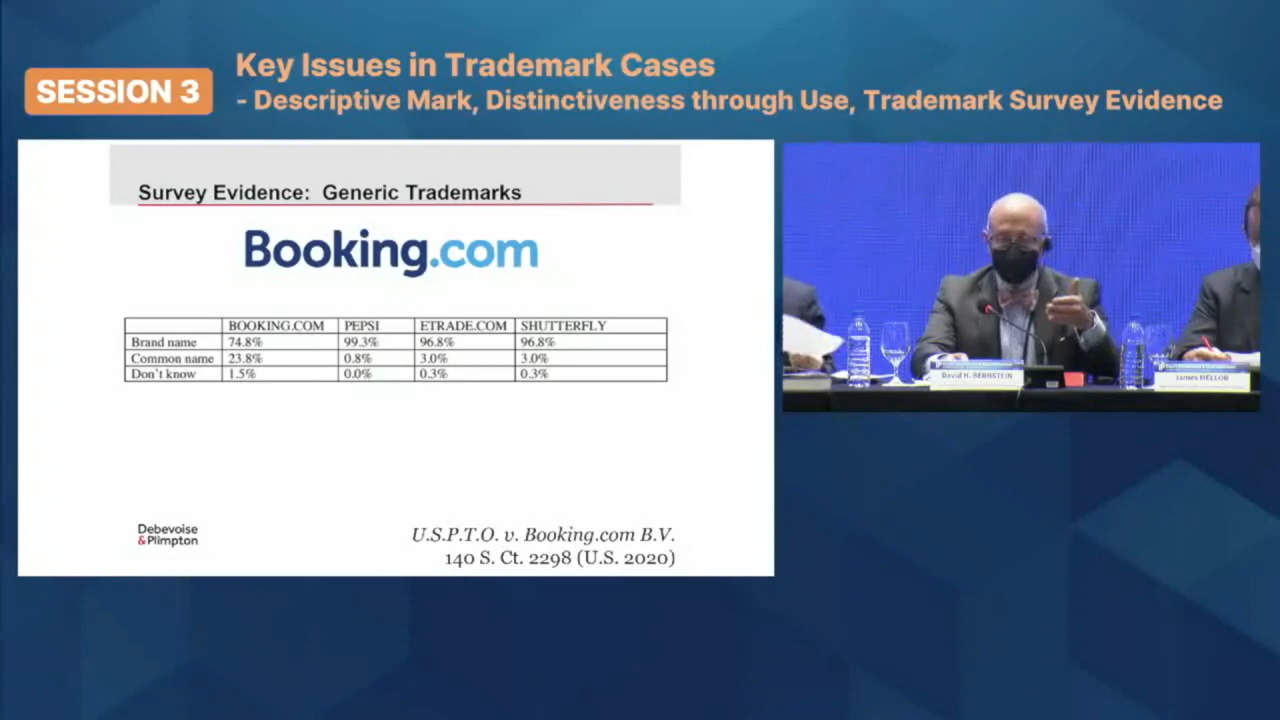 SESSION 3
Key Issues in Trademark Cases
- Descriptive Mark, Distinctiveness through Use, Trademark Survey Evidence
Survey Evidence: Generic Trademarks
Booking.com
BOOKING.COM PEPSI ETRADE.COM SHUTTERFLY
Brand name 74.8% 99.3% 96.8% 96.8%
Common name 23.8% 0.8% 3.0% 3.0%
Don't know 1.5% 0.0% 0.3% 0.3%
Debevoise
&Plimpton
U.S.P.T.O. v. Booking.com B.V.
140 S. Ct. 2298 (U.S. 2020)
David H. BERNSTEIN
James MELLOR